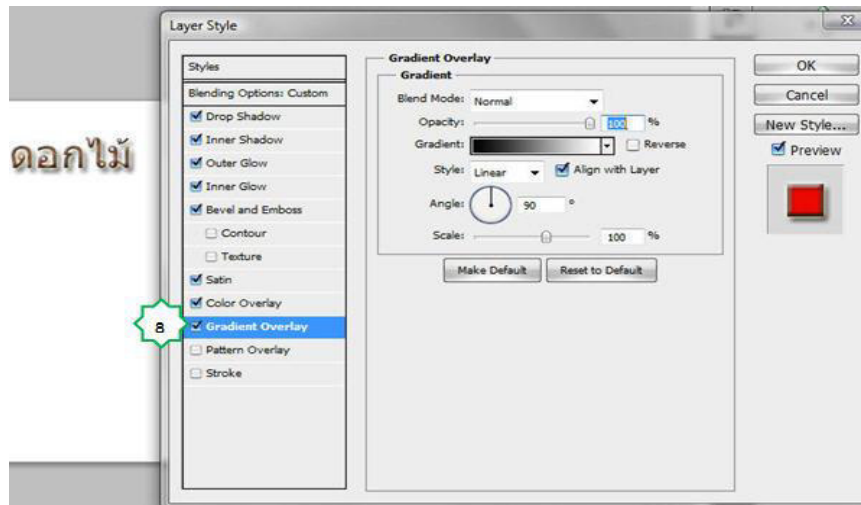 Layer Style
ดอกไม้
Styles
Blending Options: Custom
Drop Shadow
Inner Shadow
Outer Glow
Inner Glow
Bevel and Emboss
Contour
Texture
Satin
Color Overlay
8
Gradient Overlay
Pattern Overlay
Stroke
Gradient Overlay
Gradient
Blend Mode: Normal
Opacity: 100 %
Gradient: Reverse
Style: Linear Align with Layer
Angle: 90 °
Scale: 100 %
Make Default Reset to Default
OK
Cancel
New Style...
Preview